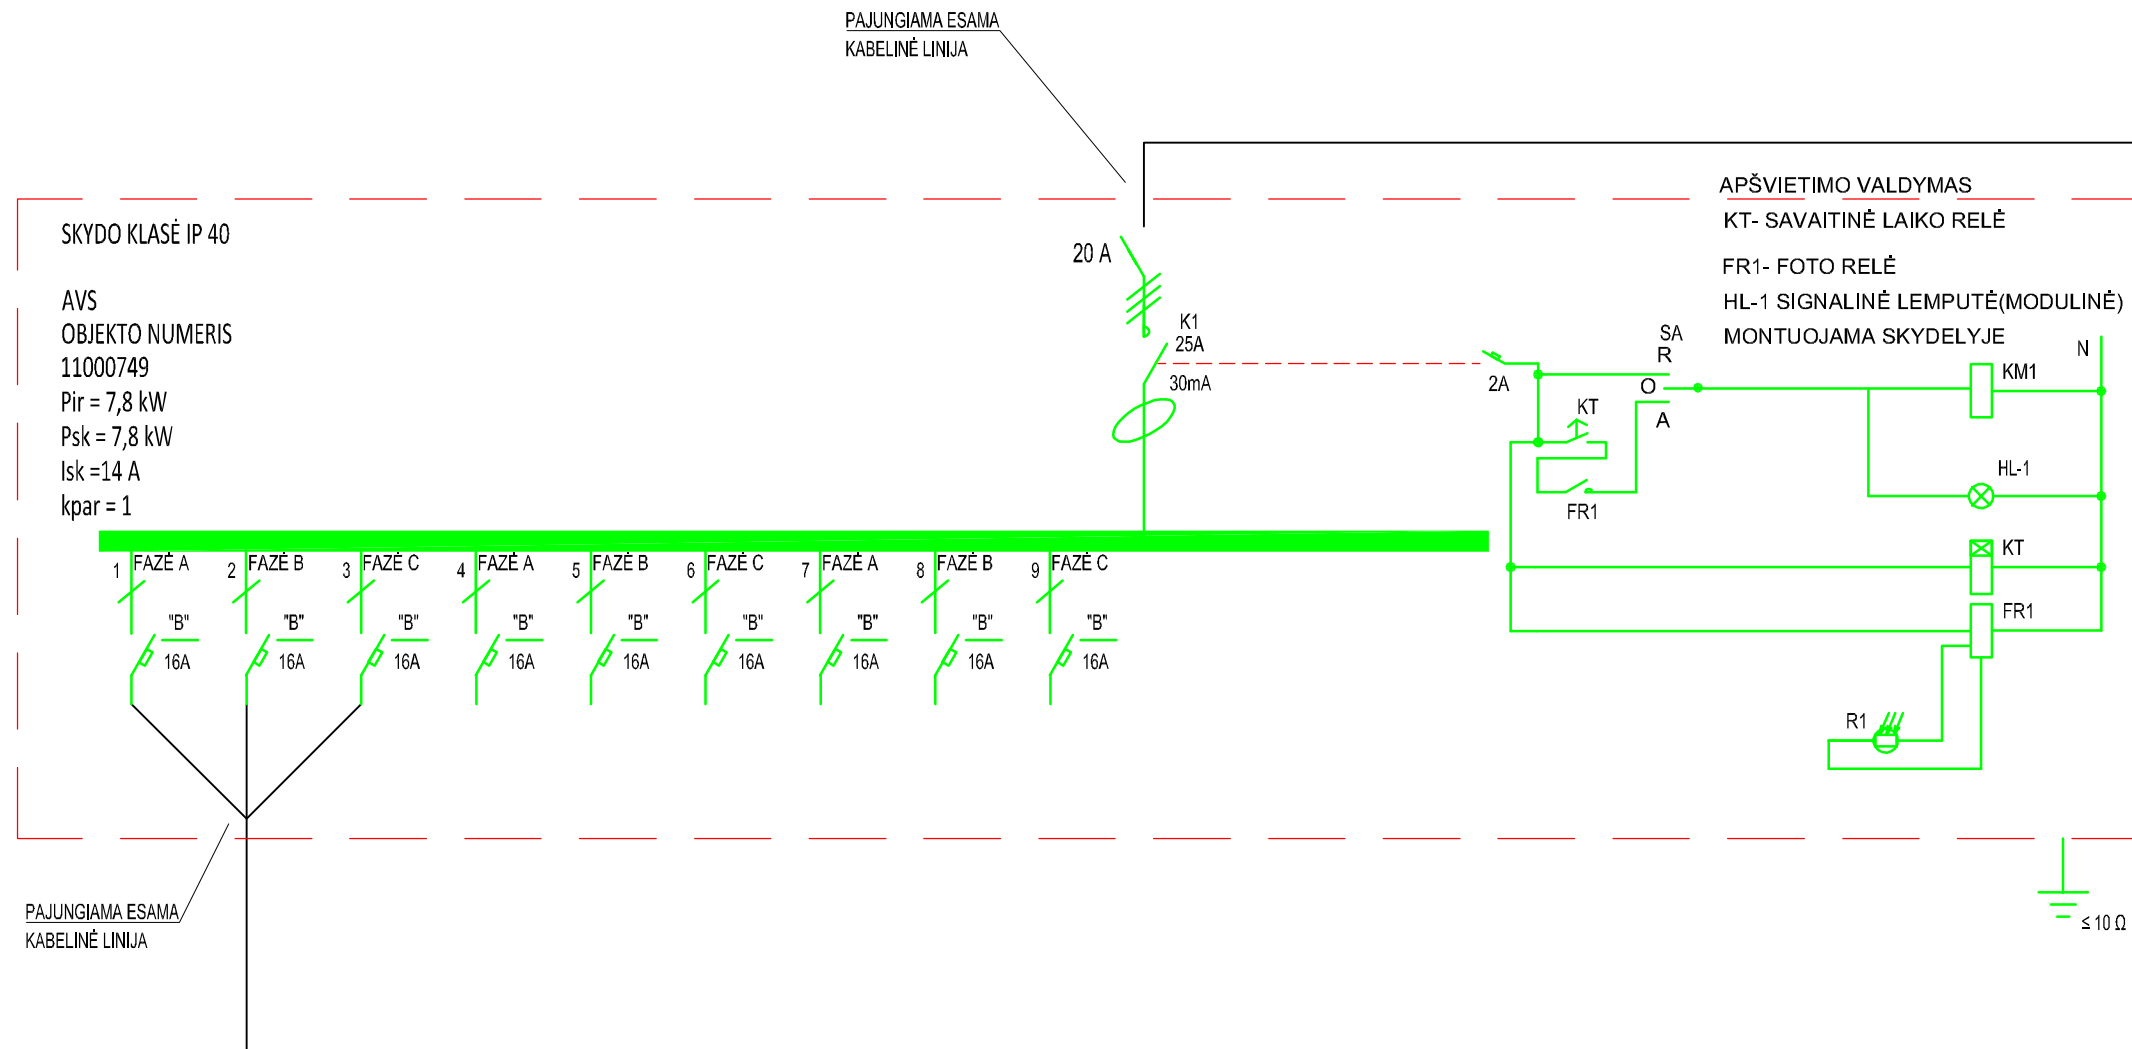 PAJUNGIAMA ESAMA
KABELINĖ LINIJA
APŠVIETIMO VALDYMAS
KT- SAVAITINĖ LAIKO RELĖ
FR1- FOTO RELĖ
HL-1 SIGNALINĖ LEMPUTĖ(MODULINĖ)
MONTUOJAMA SKYDELYJE
SKYDO KLASĖ IP 40
AVS
OBJEKTO NUMERIS
11000749
Pir = 7,8 kW
Psk = 7,8 kW
Isk =14 A
kpar = 1
20 A
K1
25A
30mA
2A
SA
R
O
A
KT
FR1
N
KM1
HL-1
KT
FR1
R1
1 FAZĖ A
2 FAZĖ B
3 FAZĖ C
4 FAZĖ A
5 FAZĖ B
6 FAZĖ C
7 FAZĖ A
8 FAZĖ B
9 FAZĖ C
"B" "B" "B" "B" "B" "B" "B" "B" "B"
16A 16A 16A 16A 16A 16A 16A 16A 16A
PAJUNGIAMA ESAMA
KABELINĖ LINIJA
≤ 10 Ω